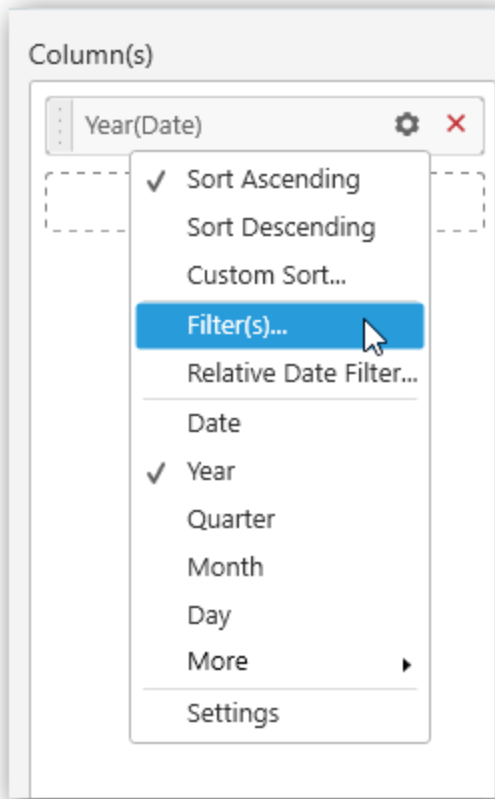 Column(s)
Year(Date)
Sort Ascending
Sort Descending
Custom Sort...
Filter(s)...
Relative Date Filter...
Date
Year
Quarter
Month
Day
More
Settings